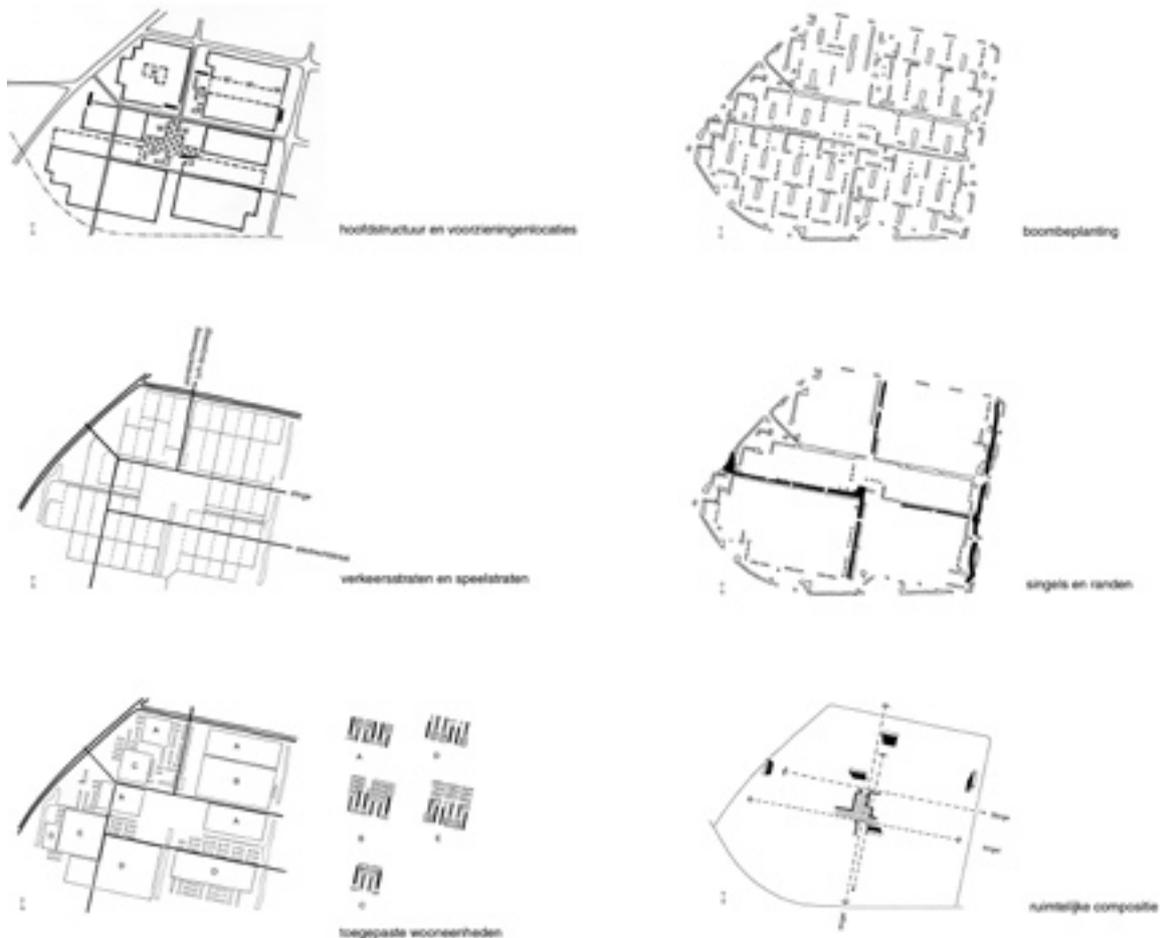 hoofdstructuur en voorzieningenlocaties
boombeplanting
verkeersstraten en speelstraten
singels en randen
A
A
C
B
A
A
D
A
D
B
E
C
toegepaste wooneenheden
ruimtelijke compositie